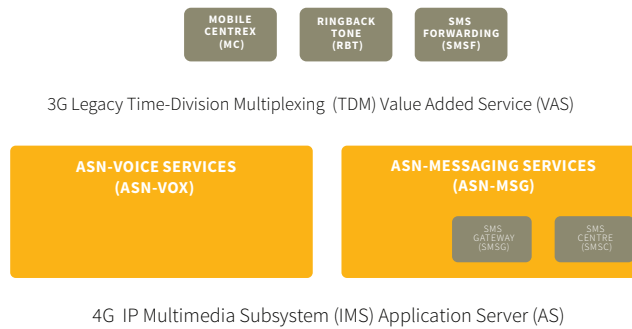 MOBILE
CENTREX
(MC)
RINGBACK
TONE
(RBT)
SMS
FORWARDING
(SMSF)
3G Legacy Time-Division Multiplexing (TDM) Value Added Service (VAS)
ASN-VOICE SERVICES
(ASN-VOX)
ASN-MESSAGING SERVICES
(ASN-MSG)
SMS
GATEWAY
(SMSG)
SMS
CENTRE
(SMSC)
4G IP Multimedia Subsystem (IMS) Application Server (AS)